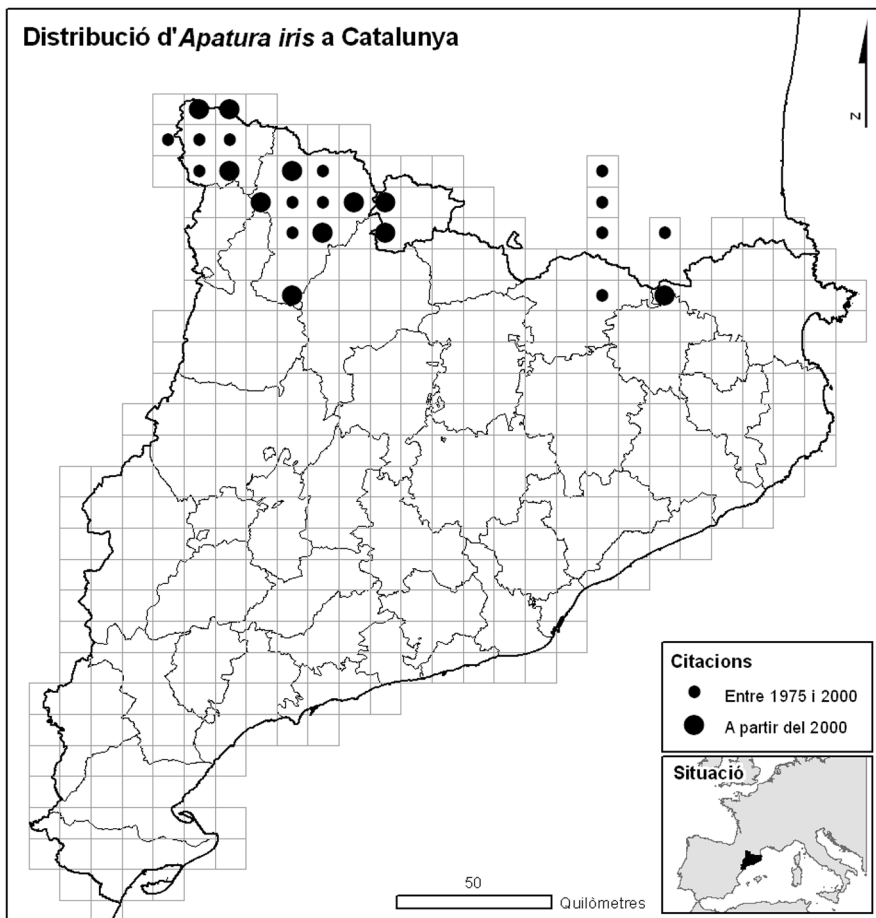 Distribució d'Apatura iris a Catalunya
N
Citacions
Entre 1975 i 2000
A partir del 2000
Situació
50
Quilòmetres